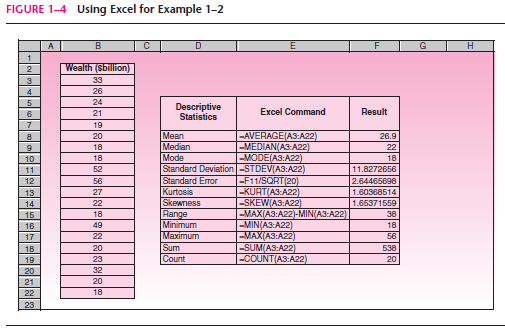 FIGURE 1–4 Using Excel for Example 1–2
A B C D E F G H
1
2 Wealth ($billion)
3 33
4 26
5 24
6 21 Descriptive Statistics Excel Command Result
7 19
8 20 Mean =AVERAGE(A3:A22) 26.9
9 18 Median =MEDIAN(A3:A22) 22
10 18 Mode =MODE(A3:A22) 18
11 52 Standard Deviation =STDEV(A3:A22) 11.8272656
12 56 Standard Error =F11/SQRT(20) 2.64465698
13 27 Kurtosis =KURT(A3:A22) 1.60368514
14 22 Skewness =SKEW(A3:A22) 1.65371559
15 18 Range =MAX(A3:A22)-MIN(A3:A22) 38
16 49 Minimum =MIN(A3:A22) 18
17 22 Maximum =MAX(A3:A22) 56
18 20 Sum =SUM(A3:A22) 538
19 23 Count =COUNT(A3:A22) 20
20 32
21 20
22 18
23